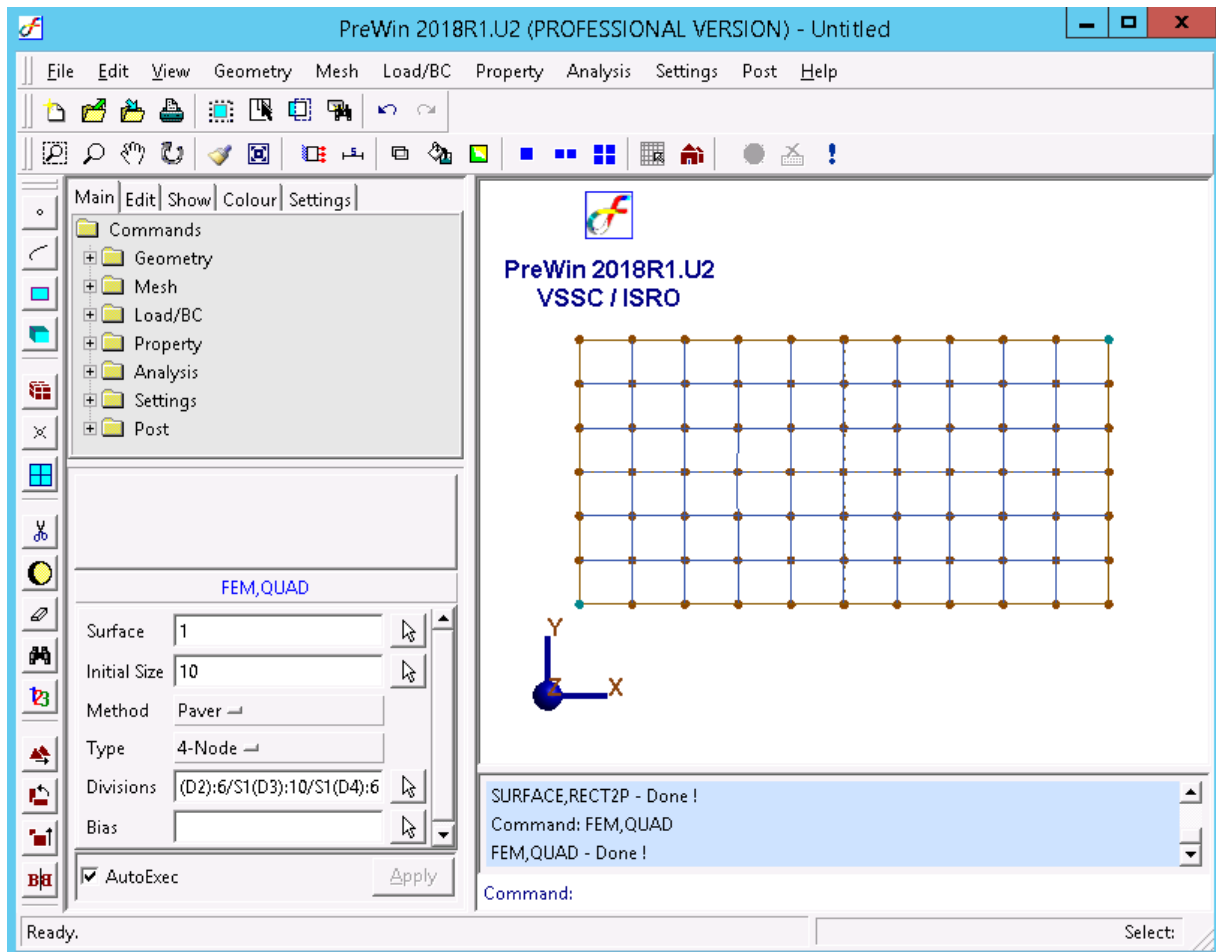 PreWin 2018R1.U2 (PROFESSIONAL VERSION) - Untitled
File Edit View Geometry Mesh Load/BC Property Analysis Settings Post Help
Main Edit Show Colour Settings
Commands
Geometry
Mesh
Load/BC
Property
Analysis
Settings
Post
FEM,QUAD
Surface 1
Initial Size 10
Method Paver
Type 4-Node
Divisions (D2):6/S1(D3):10/S1(D4):6
Bias
AutoExec Apply
PreWin 2018R1.U2
VSSC / ISRO
Y
Z X
SURFACE,RECT2P - Done !
Command: FEM,QUAD
FEM,QUAD - Done !
Command:
Ready. Select: